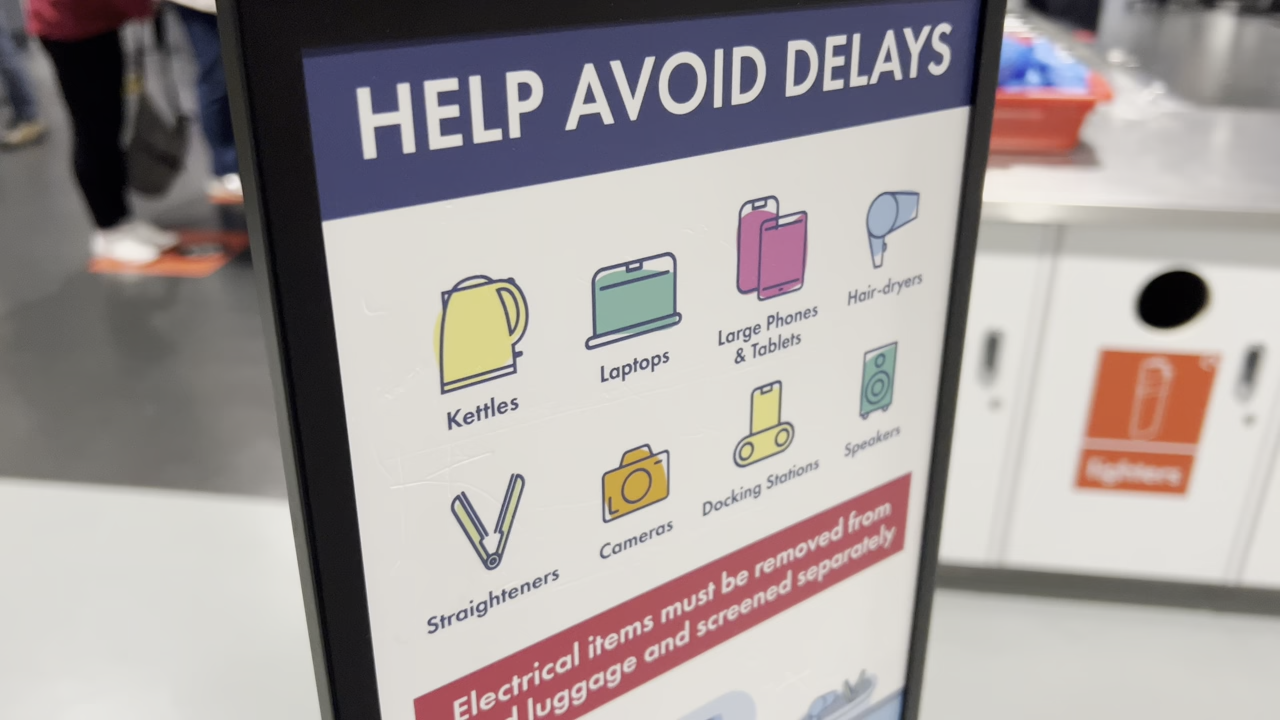 HELP AVOID DELAYS
Kettles
Laptops
Large Phones
& Tablets
Hair-dryers
Straighteners
Cameras
Docking Stations
Speakers
Electrical items must be removed from
luggage and screened separately
lighters